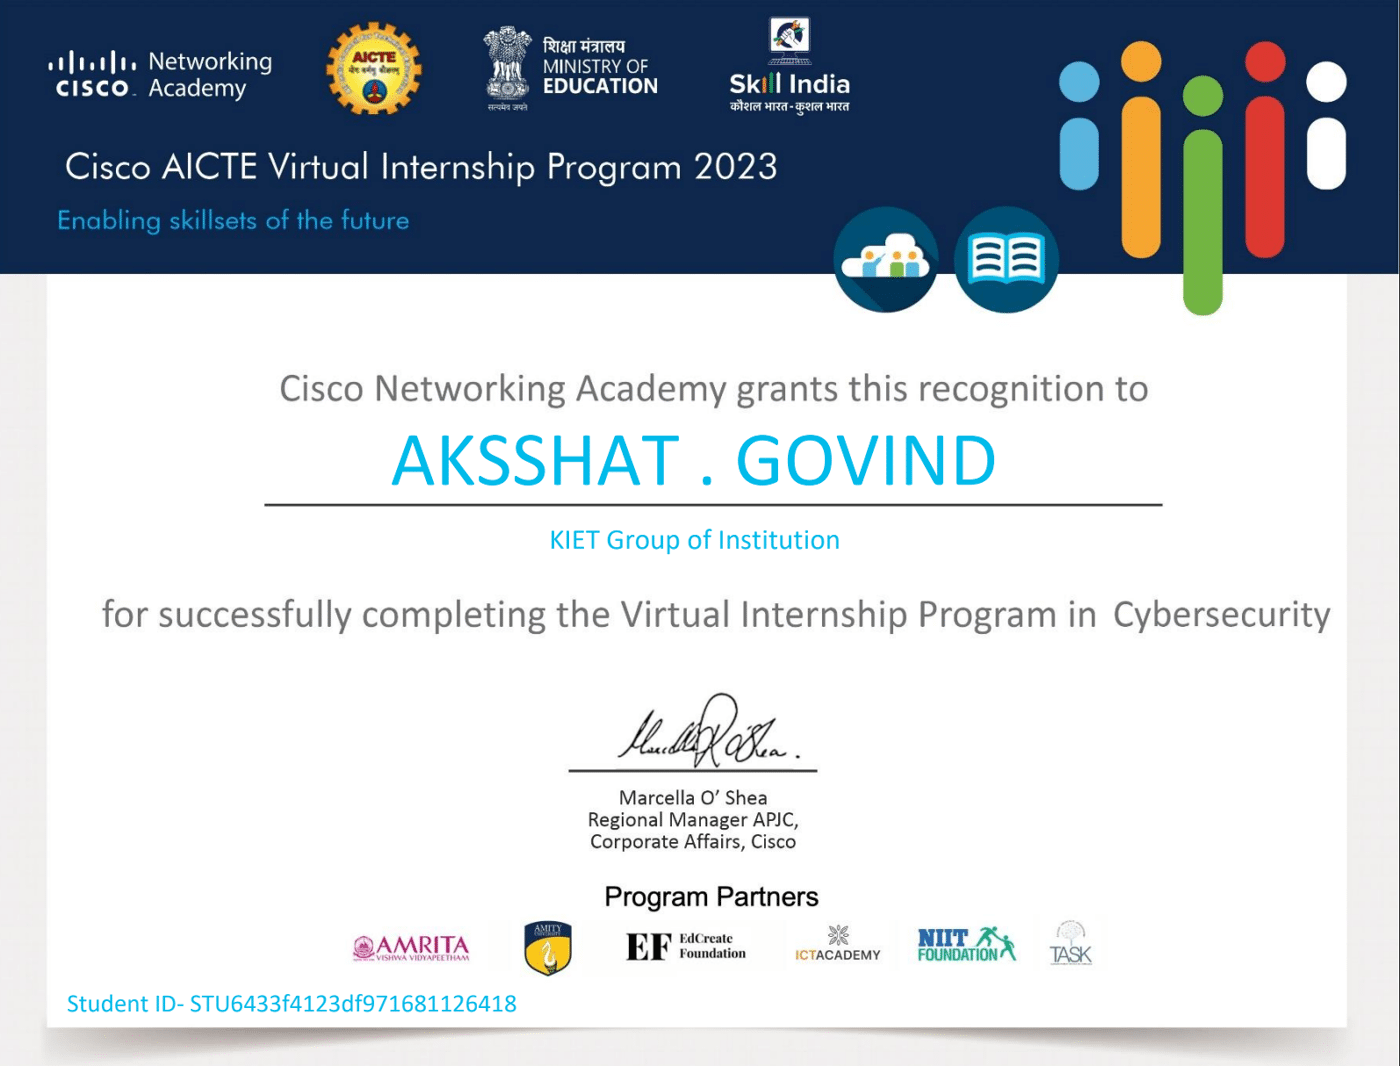 CISCO Networking Academy
AICTE
सत्यमेव जयते
शिक्षा मंत्रालय
MINISTRY OF
EDUCATION
Skill India
कौशल भारत - कुशल भारत
Cisco AICTE Virtual Internship Program 2023
Enabling skillsets of the future
Cisco Networking Academy grants this recognition to
AKSSHAT . GOVIND
KIET Group of Institution
for successfully completing the Virtual Internship Program in Cybersecurity
Marcella O' Shea
Regional Manager APJC,
Corporate Affairs, Cisco
Program Partners
AMRITA
VISHWA VIDYAPEETHAM
AMITY
UNIVERSITY
EF EdCreate Foundation
ICTACADEMY
NIIT
FOUNDATION
TASK
Student ID- STU6433f4123df971681126418